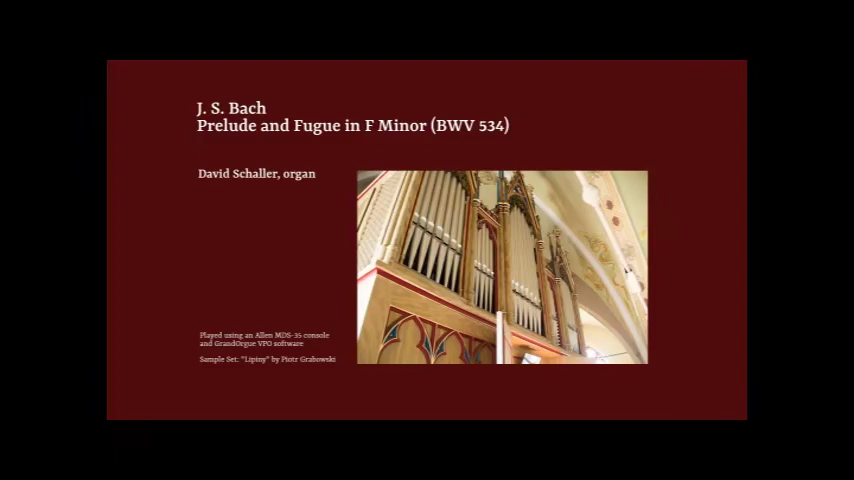 J. S. Bach
Prelude and Fugue in F Minor (BWV 534)
David Schaller, organ
Played using an Allen MDS-35 console
and GrandOrgue VPO software
Sample Set: "Lipiny" by Piotr Grabowski